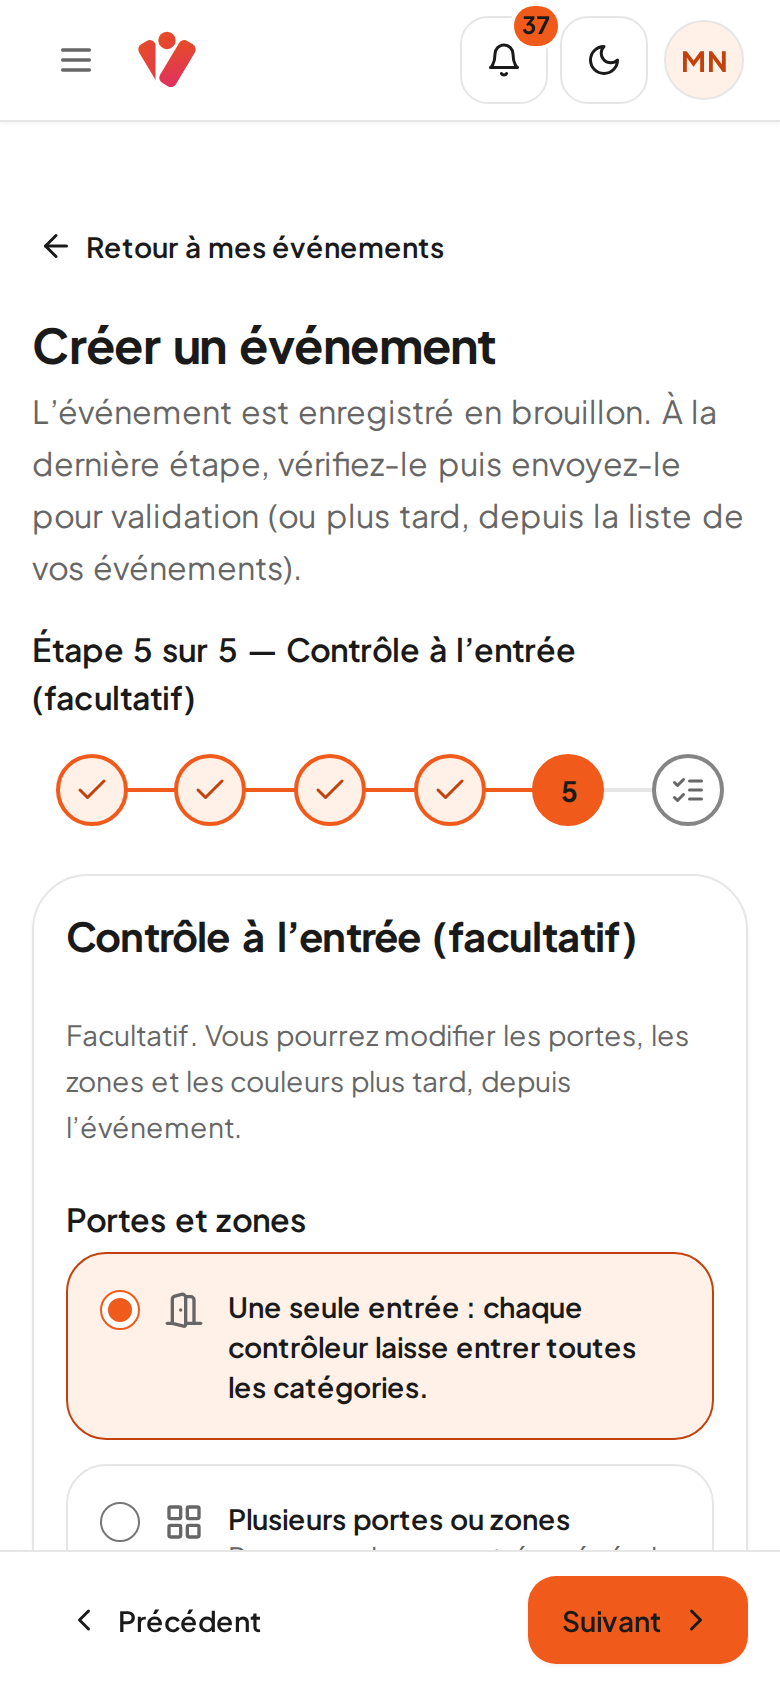 37
MN
Retour à mes événements
Créer un événement
L’événement est enregistré en brouillon. À la
dernière étape, vérifiez-le puis envoyez-le
pour validation (ou plus tard, depuis la liste de
vos événements).
Étape 5 sur 5 — Contrôle à l’entrée
(facultatif)
5
Contrôle à l’entrée (facultatif)
Facultatif. Vous pourrez modifier les portes, les
zones et les couleurs plus tard, depuis
l’événement.
Portes et zones
Une seule entrée : chaque
contrôleur laisse entrer toutes
les catégories.
Plusieurs portes ou zones
Précédent
Suivant